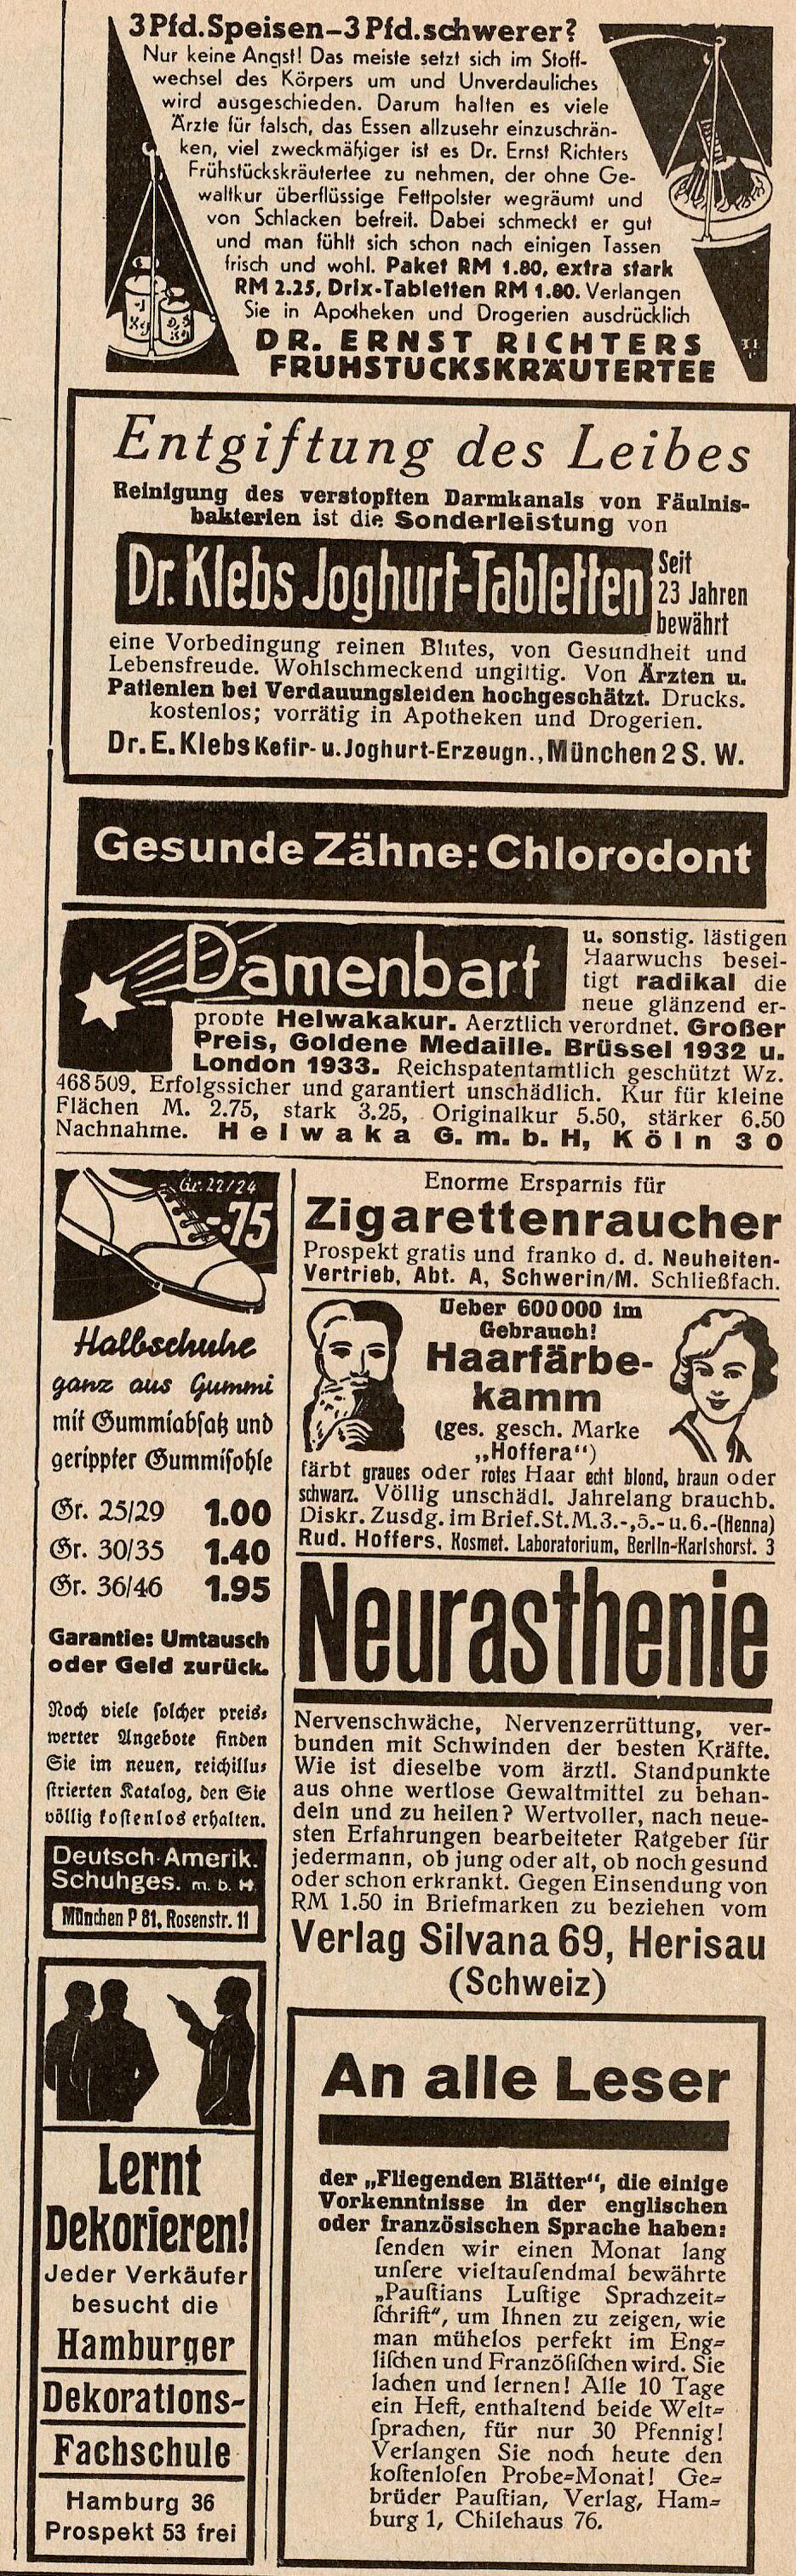 3 Pfd. Speisen–3 Pfd. schwerer?
Nur keine Angst! Das meiste setzt sich im Stoff-
wechsel des Körpers um und Unverdauliches
wird ausgeschieden. Darum halten es viele
Ärzte für falsch, das Essen allzusehr einzuschrän-
ken, viel zweckmäßiger ist es Dr. Ernst Richters
Frühstückskräutertee zu nehmen, der ohne Ge-
waltkur überflüssige Fettpolster wegräumt und
von Schlacken befreit. Dabei schmeckt er gut
und man fühlt sich schon nach einigen Tassen
frisch und wohl. Paket RM 1.80, extra stark
RM 2.25, Drix-Tabletten RM 1.80. Verlangen
Sie in Apotheken und Drogerien ausdrücklich
DR. ERNST RICHTERS
FRUHSTUCKSKRÄUTERTEE
Entgiftung des Leibes
Reinigung des verstopften Darmkanals von Fäulnis-
bakterien ist die Sonderleistung von
Dr. Klebs Joghurt-Tabletten
Seit
23 Jahren
bewährt
eine Vorbedingung reinen Blutes, von Gesundheit und
Lebensfreude. Wohlschmeckend ungiftig. Von Ärzten u.
Patienten bei Verdauungsleiden hochgeschätzt. Drucks.
kostenlos; vorrätig in Apotheken und Drogerien.
Dr. E. Klebs Kefir- u. Joghurt-Erzeugn., München 2 S. W.
Gesunde Zähne: Chlorodont
Damenbart
u. sonstig. lästigen
Haarwuchs besei-
tigt radikal die
neue glänzend er-
probte Helwakakur. Aerztlich verordnet. Großer
Preis, Goldene Medaille. Brüssel 1932 u.
London 1933. Reichspatentamtlich geschützt Wz.
468 509. Erfolgssicher und garantiert unschädlich. Kur für kleine
Flächen M. 2.75, stark 3.25, Originalkur 5.50, stärker 6.50
Nachnahme. Helwaka G. m. b. H, Köln 30
Gr. 22/24
-.75
Halbschuhe
ganz aus Gummi
mit Gummiabsatz und
gerippter Gummisohle
Gr. 25/29 1.00
Gr. 30/35 1.40
Gr. 36/46 1.95
Garantie: Umtausch
oder Geld zurück.
Noch viele solcher preis-
werter Angebote finden
Sie im neuen, reichillu-
strierten Katalog, den Sie
völlig kostenlos erhalten.
Deutsch-Amerik.
Schuhges. m. b. H.
München P 81, Rosenstr. 11
Enorme Ersparnis für
Zigarettenraucher
Prospekt gratis und franko d. d. Neuheiten-
Vertrieb, Abt. A, Schwerin/M. Schließfach.
Ueber 600 000 im
Gebrauch!
Haarfärbe-
kamm
(ges. gesch. Marke
„Hoffera“)
färbt graues oder rotes Haar echt blond, braun oder
schwarz. Völlig unschädl. Jahrelang brauchb.
Diskr. Zusdg. im Brief. St. M. 3.-, 5.- u. 6.-(Henna)
Rud. Hoffers, Kosmet. Laboratorium, Berlin-Karlshorst. 3
Neurasthenie
Nervenschwäche, Nervenzerrüttung, ver-
bunden mit Schwinden der besten Kräfte.
Wie ist dieselbe vom ärztl. Standpunkte
aus ohne wertlose Gewaltmittel zu behan-
deln und zu heilen? Wertvoller, nach neue-
sten Erfahrungen bearbeiteter Ratgeber für
jedermann, ob jung oder alt, ob noch gesund
oder schon erkrankt. Gegen Einsendung von
RM 1.50 in Briefmarken zu beziehen vom
Verlag Silvana 69, Herisau
(Schweiz)
Lernt
Dekorieren!
Jeder Verkäufer
besucht die
Hamburger
Dekorations-
Fachschule
Hamburg 36
Prospekt 53 frei
An alle Leser
der „Fliegenden Blätter“, die einige
Vorkenntnisse in der englischen
oder französischen Sprache haben:
senden wir einen Monat lang
unsere vieltausendmal bewährte
„Paustians Lustige Sprachzeit-
schrift“, um Ihnen zu zeigen, wie
man mühelos perfekt im Eng-
lischen und Französischen wird. Sie
lachen und lernen! Alle 10 Tage
ein Heft, enthaltend beide Welt-
sprachen, für nur 30 Pfennig!
Verlangen Sie noch heute den
kostenlosen Probe-Monat! Ge-
brüder Paustian, Verlag, Ham-
burg 1, Chilehaus 76.